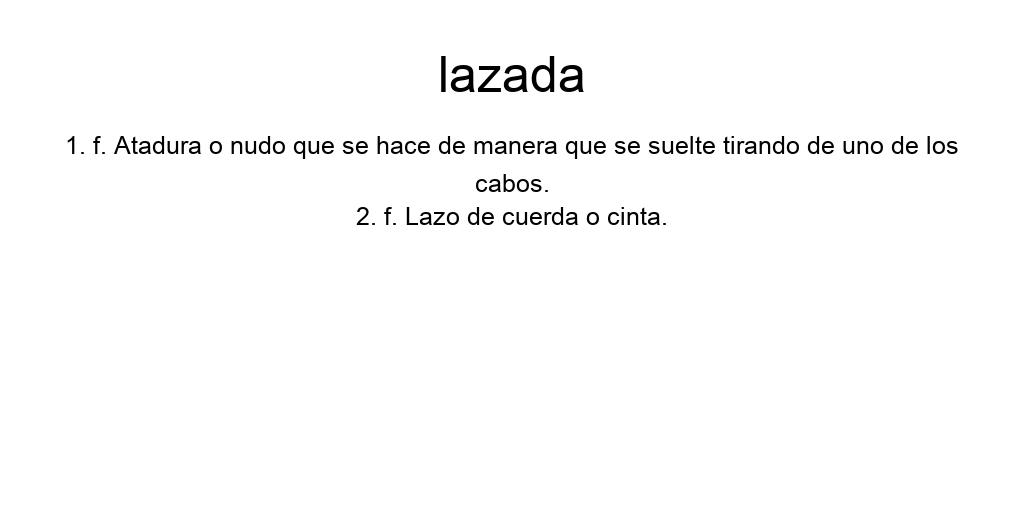 lazada
1. f. Atadura o nudo que se hace de manera que se suelte tirando de uno de los
cabos.
2. f. Lazo de cuerda o cinta.